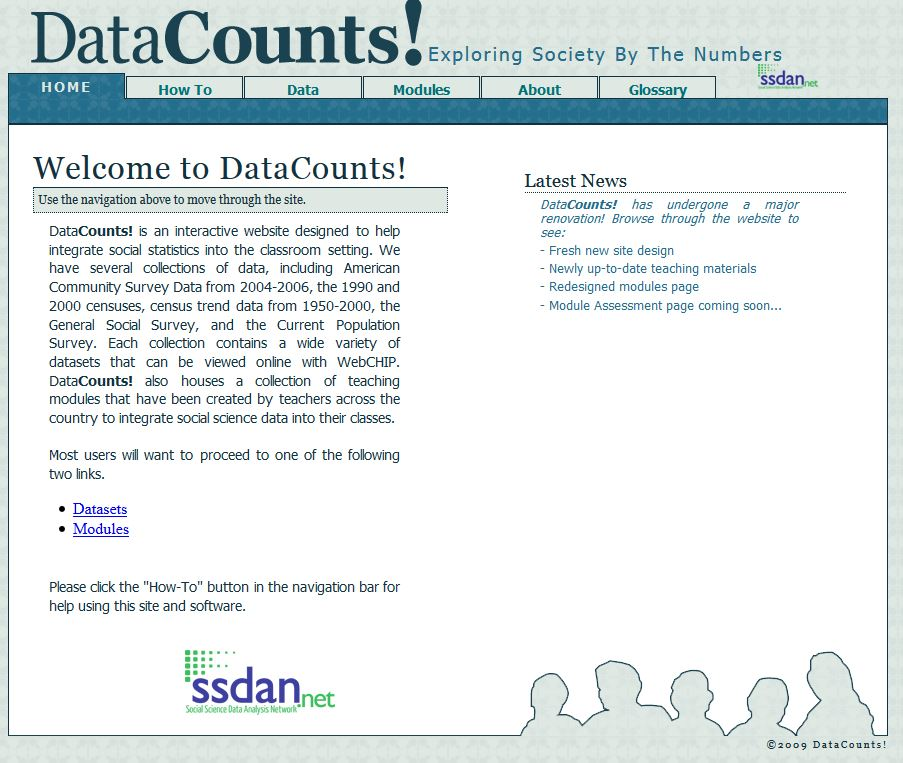 DataCounts!
Exploring Society By The Numbers
ssdan.net
HOME
How To
Data
Modules
About
Glossary
Welcome to DataCounts!
Use the navigation above to move through the site.
DataCounts! is an interactive website designed to help
integrate social statistics into the classroom setting. We
have several collections of data, including American
Community Survey Data from 2004-2006, the 1990 and
2000 censuses, census trend data from 1950-2000, the
General Social Survey, and the Current Population
Survey. Each collection contains a wide variety of
datasets that can be viewed online with WebCHIP.
DataCounts! also houses a collection of teaching
modules that have been created by teachers across the
country to integrate social science data into their classes.
Most users will want to proceed to one of the following
two links.
Datasets
Modules
Please click the "How-To" button in the navigation bar for
help using this site and software.
ssdan.net
Social Science Data Analysis Network
Latest News
DataCounts! has undergone a major
renovation! Browse through the website to
see:
- Fresh new site design
- Newly up-to-date teaching materials
- Redesigned modules page
- Module Assessment page coming soon...
©2009 DataCounts!